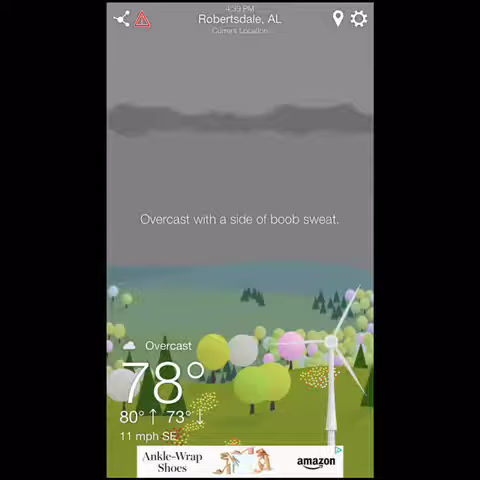 4:39 PM
Robertsdale, AL
Current Location
Overcast with a side of boob sweat.
Overcast
78°
80° ↑ 73° ↓
11 mph SE
Ankle-Wrap
Shoes
amazon